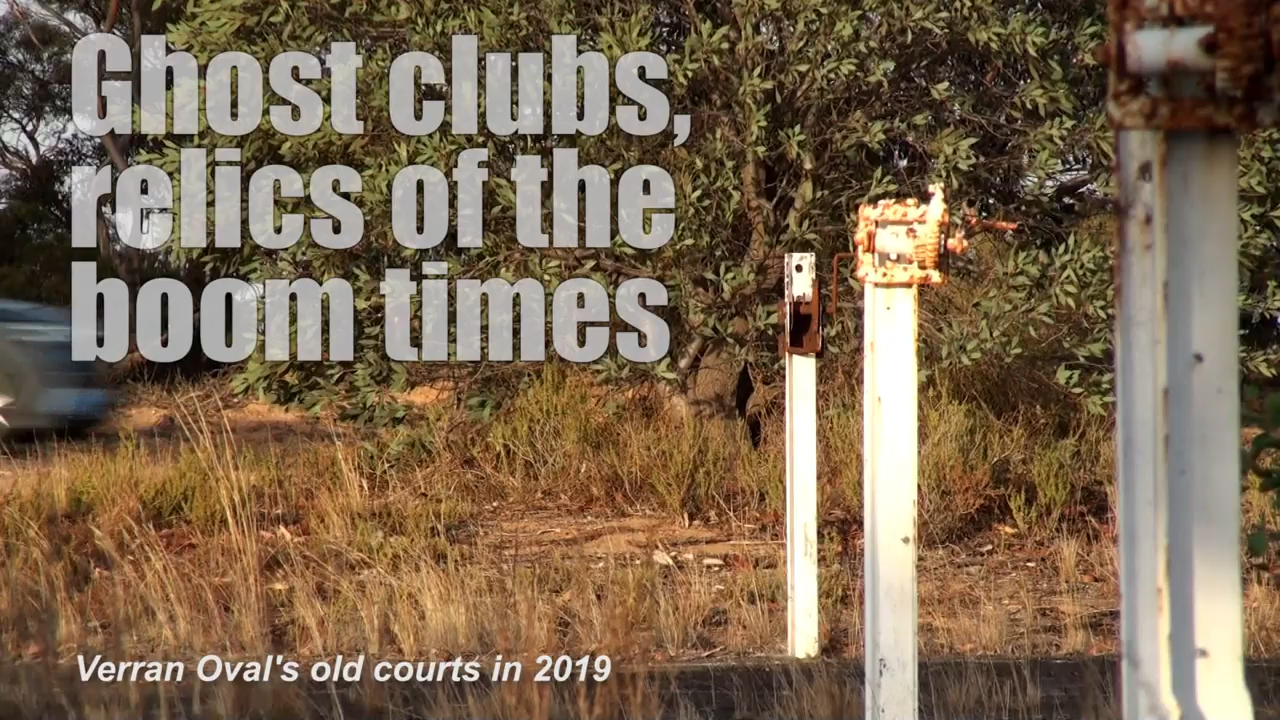 Ghost clubs,
relics of the
boom times
Verran Oval's old courts in 2019